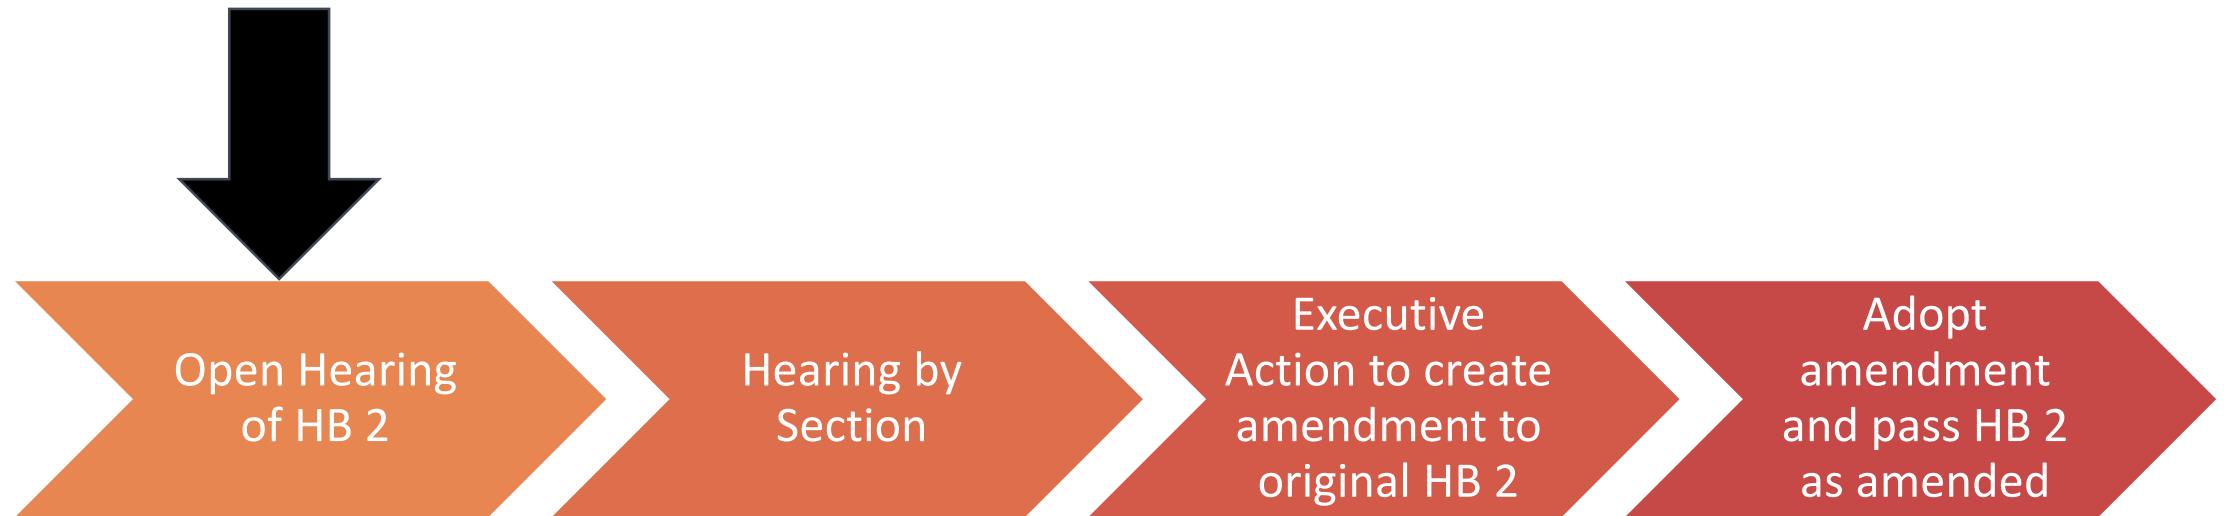 Open Hearing
of HB 2
Hearing by
Section
Executive
Action to create
amendment to
original HB 2
Adopt
amendment
and pass HB 2
as amended